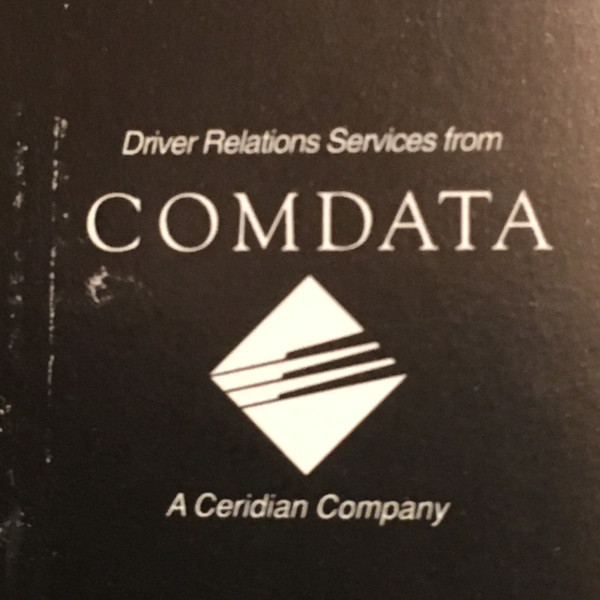 Driver Relations Services from
COMDATA
A Ceridian Company